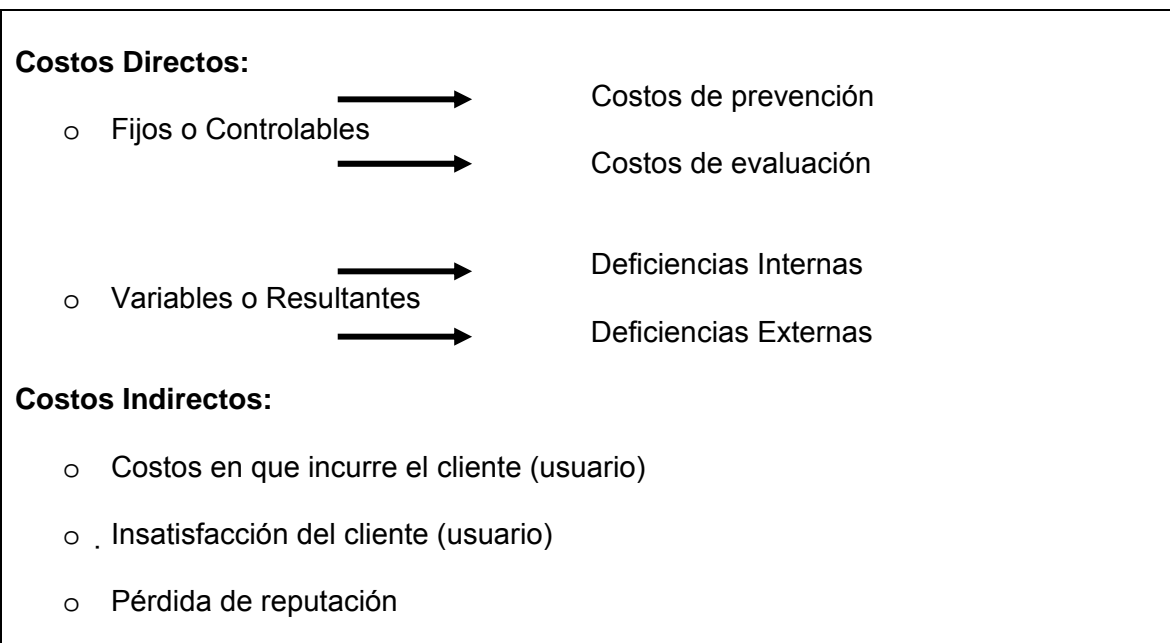 Costos Directos:
Costos de prevención
o Fijos o Controlables
Costos de evaluación
Deficiencias Internas
o Variables o Resultantes
Deficiencias Externas
Costos Indirectos:
o Costos en que incurre el cliente (usuario)
o . Insatisfacción del cliente (usuario)
o Pérdida de reputación